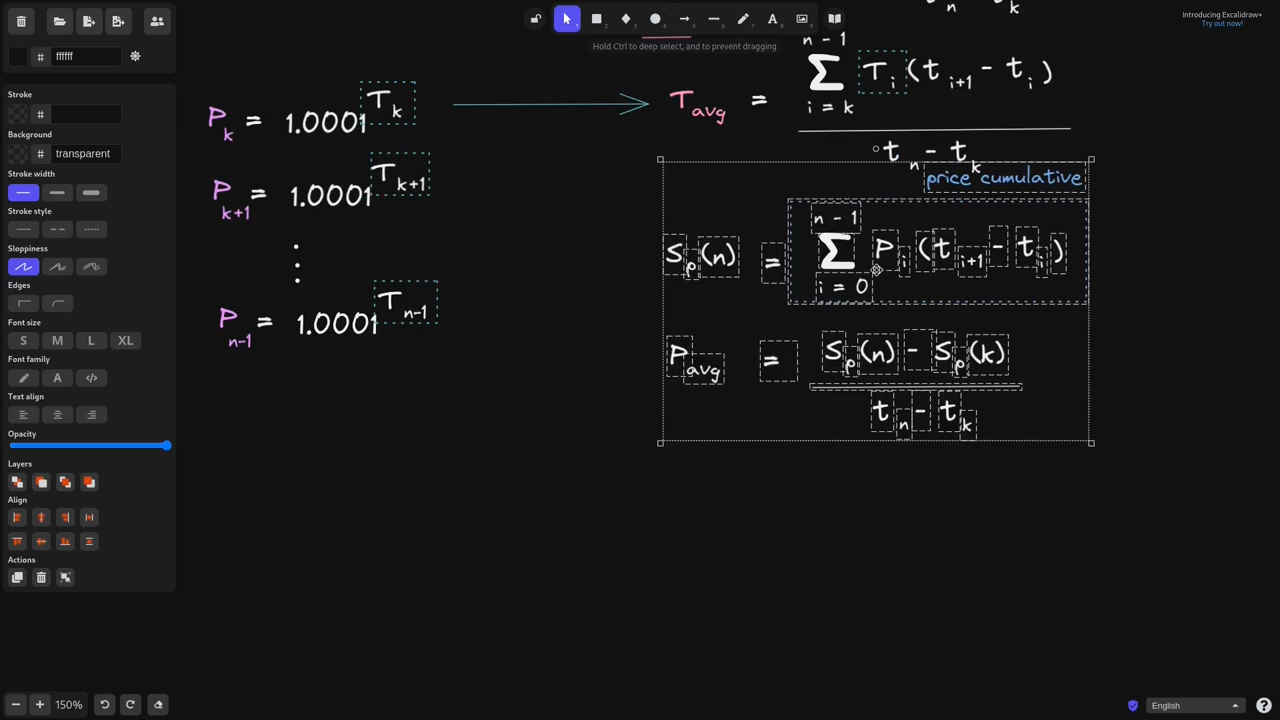 t n t k
Introducing Excalidraw+
Try out now!
Hold Ctrl to deep select, and to prevent dragging
# ffffff
Stroke
#
Background
# transparent
Stroke width
Stroke style
Sloppiness
Edges
Font size
S M L XL
Font family
A </>
Text align
Opacity
Layers
Align
Actions
P k = 1.0001 T k
P k+1 = 1.0001 T k+1
P n-1 = 1.0001 T n-1
T avg = n - 1 Σ i = k T i ( t i+1 - t i )
t n - t k
price cumulative
S p (n) = n - 1 Σ i = 0 P i ( t i+1 - t i )
P avg = S p (n) - S p (k)
t n - t k
150%
English